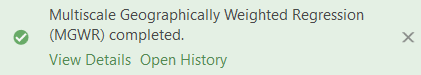 Multiscale Geographically Weighted Regression
(MGWR) completed.
View Details Open History